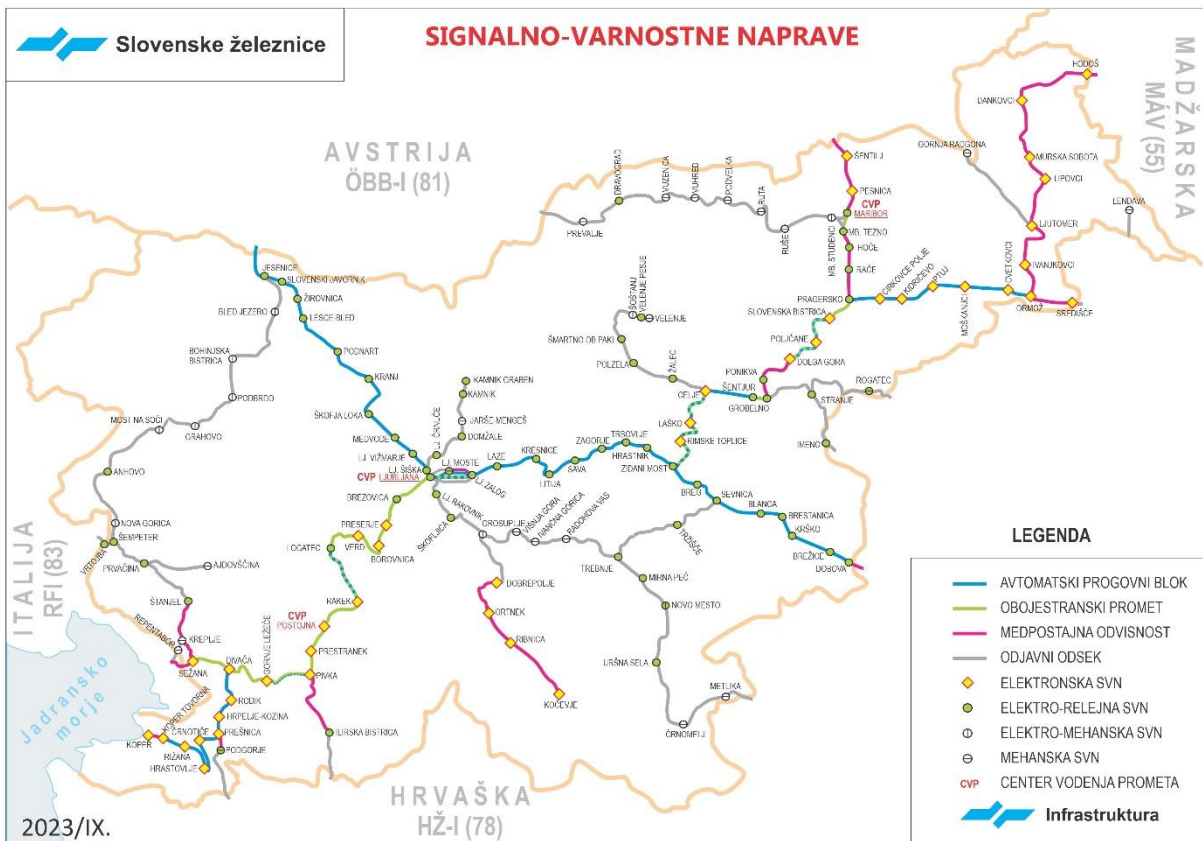 Slovenske železnice
SIGNALNO-VARNOSTNE NAPRAVE
AVSTRIJA
ÖBB-I (81)
MADŽARSKA
MÁV (55)
ITALIJA
RFI (83)
HRVAŠKA
HŽ-I (78)
Jadransko
morje
HODOŠ
DANKOVCI
GORNJA RADGONA
MURSKA SOBOTA
LIPOVCI
LENDAVA
LJUTOMER
IVANJKOVCI
CVETKOVCI
ORMOŽ
SREDIŠČE
MOŠKANJCI
PTUJ
KIDRIČEVO
CIRKOVCE POLJE
PRAGERSKO
ŠENTILJ
PESNICA
CVP
MARIBOR
MB. TEZNO
MB. STUDENCI
HOČE
RAČE
RUŠE
RUTA
PODVELKA
VUHRED
VUZENICA
DRAVOGRAD
PREVALJE
SLOVENSKA BISTRICA
POLJČANE
DOLGA GORA
PONIKVA
ŠENTJUR
GROBELNO
STRANJE
ROGATEC
IMENO
CELJE
LAŠKO
RIMSKE TOPLICE
ZIDANI MOST
ŠOŠTANJ
VELENJE PESJE
VELENJE
ŠMARTNO OB PAKI
POLZELA
ŽALEC
JESENICE
SLOVENSKI JAVORNIK
ŽIROVNICA
LESCE-BLED
BLED JEZERO
BOHINJSKA
BISTRICA
PODBRDO
GRAHOVO
MOST NA SOČI
ANHOVO
NOVA GORICA
ŠEMPETER
VRTOJBA
PRVAČINA
AJDOVŠČINA
ŠTANJEL
REPENTABOR
KREPLJE
SEŽANA
PODNART
KRANJ
ŠKOFJA LOKA
MEDVODE
LJ. VIŽMARJE
LJ. ŠIŠKA
CVP LJUBLJANA
LJ. ČRNUČE
KAMNIK GRABEN
KAMNIK
JARŠE-MENGEŠ
DOMŽALE
LJ. MOSTE
LJ. ZALOG
LAZE
KRESNICE
LITIJA
SAVA
ZAGORJE
TRBOVLJE
HRASTNIK
BREG
SEVNICA
BLANCA
BRESTANICA
KRŠKO
BREŽICE
DOBOVA
BREZOVICA
PRESERJE
VERD
BOROVNICA
LOGATEC
RAKEK
CVP
POSTOJNA
PRESTRANEK
PIVKA
GORNJE LEŽEČE
DIVAČA
ILIRSKA BISTRICA
RODIK
HRPELJE-KOZINA
PREŠNICA
PODGORJE
ČRNOTIČE
KOPER TOVORNA
KOPER
RIŽANA
HRASTOVLJE
LJ. RAKOVNIK
ŠKOFLJICA
GROSUPLJE
VIŠNJA GORA
IVANČNA GORICA
RADOHOVA VAS
TREBNJE
TRŽIŠČE
MIRNA PEČ
NOVO MESTO
URŠNA SELA
ČRNOMELJ
METLIKA
DOBREPOLJE
ORTNEK
RIBNICA
KOČEVJE
LEGENDA
AVTOMATSKI PROGOVNI BLOK
OBOJESTRANSKI PROMET
MEDPOSTAJNA ODVISNOST
ODJAVNI ODSEK
ELEKTRONSKA SVN
ELEKTRO-RELEJNA SVN
ELEKTRO-MEHANSKA SVN
MEHANSKA SVN
CVP CENTER VODENJA PROMETA
Infrastruktura
2023/IX.